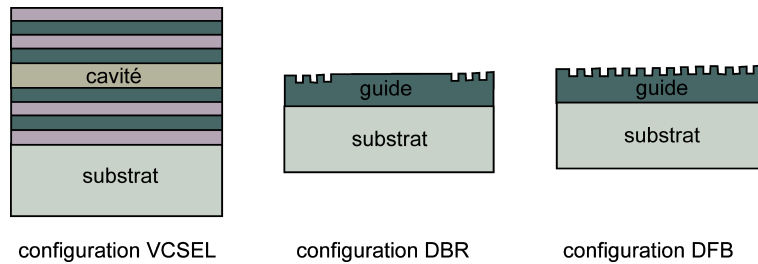 cavité
substrat
configuration VCSEL
guide
substrat
configuration DBR
guide
substrat
configuration DFB